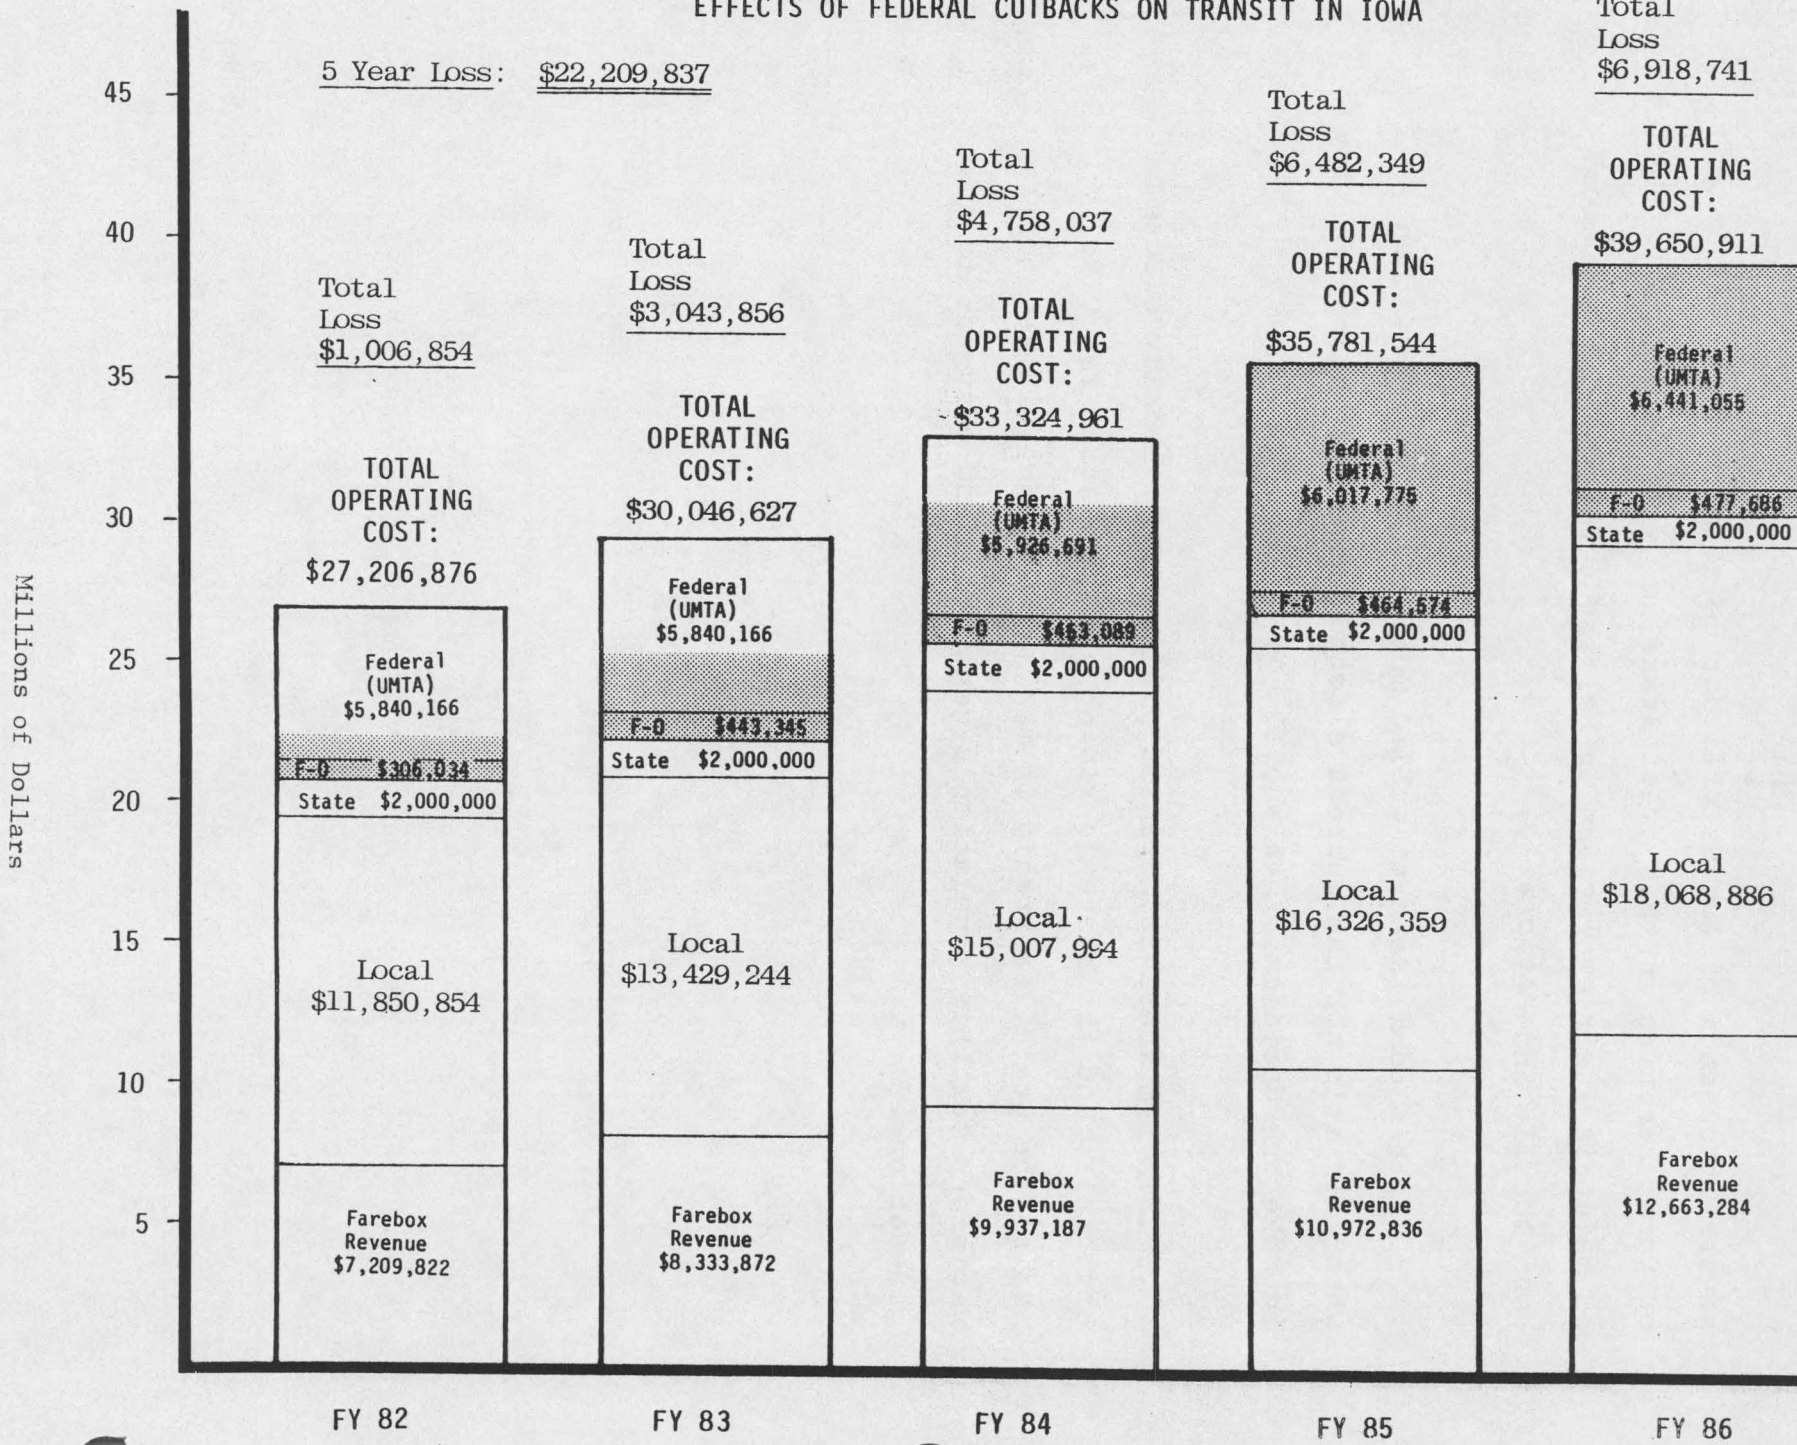 EFFECTS OF FEDERAL CUTBACKS ON TRANSIT IN IOWA
5 Year Loss: $22,209,837
Millions of Dollars
45
40
35
30
25
20
15
10
5
Total
Loss
$1,006,854
TOTAL
OPERATING
COST:
$27,206,876
Federal
(UMTA)
$5,840,166
F-O $306,034
State $2,000,000
Local
$11,850,854
Farebox
Revenue
$7,209,822
FY 82
Total
Loss
$3,043,856
TOTAL
OPERATING
COST:
$30,046,627
Federal
(UMTA)
$5,840,166
F-O $443,345
State $2,000,000
Local
$13,429,244
Farebox
Revenue
$8,333,872
FY 83
Total
Loss
$4,758,037
TOTAL
OPERATING
COST:
$33,324,961
Federal
(UMTA)
$5,926,691
F-O $463,089
State $2,000,000
Local
$15,007,994
Farebox
Revenue
$9,937,187
FY 84
Total
Loss
$6,482,349
TOTAL
OPERATING
COST:
$35,781,544
Federal
(UMTA)
$6,017,775
F-O $464,574
State $2,000,000
Local
$16,326,359
Farebox
Revenue
$10,972,836
FY 85
Total
Loss
$6,918,741
TOTAL
OPERATING
COST:
$39,650,911
Federal
(UMTA)
$6,441,055
F-O $477,686
State $2,000,000
Local
$18,068,886
Farebox
Revenue
$12,663,284
FY 86